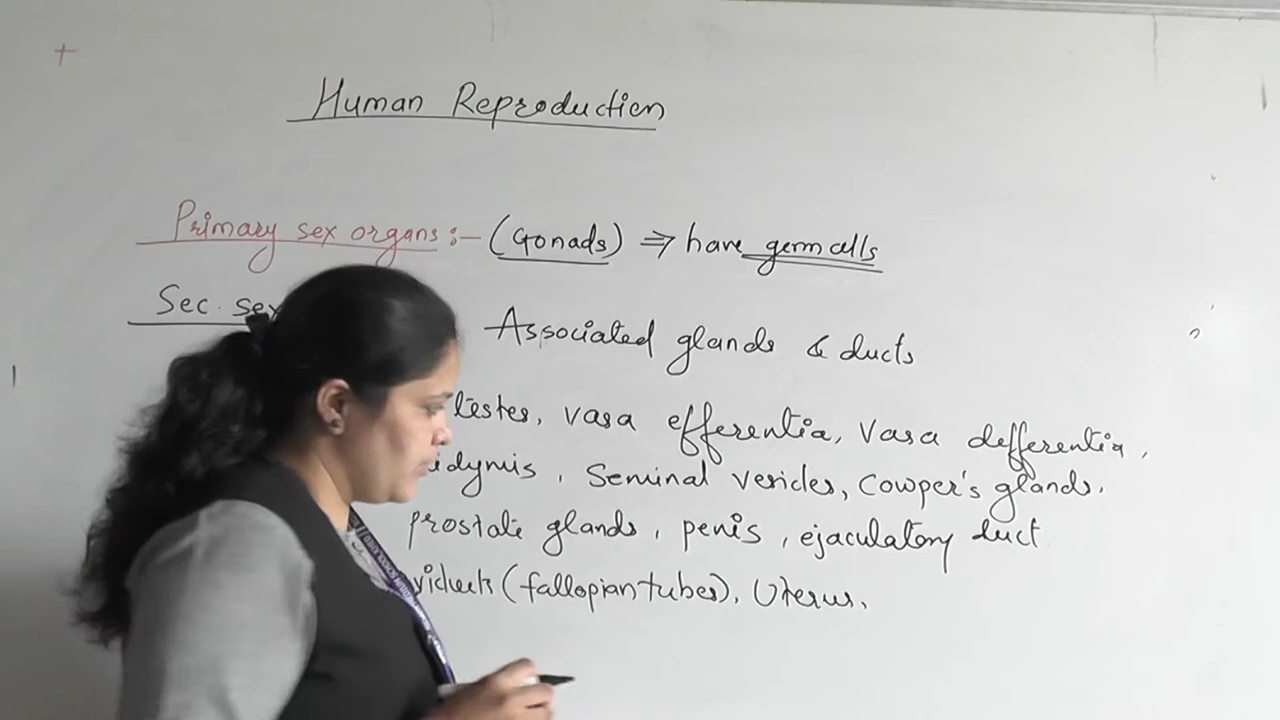 Human Reproduction
Primary sex organs :- (Gonads) ⇒ have germ cells
Sec. sex
Associated glands & ducts
testes, vasa efferentia, Vasa defferentia,
Seminal vesicles, Cowper's glands,
prostate glands, penis, ejaculatory duct
(fallopian tubes), Uterus,